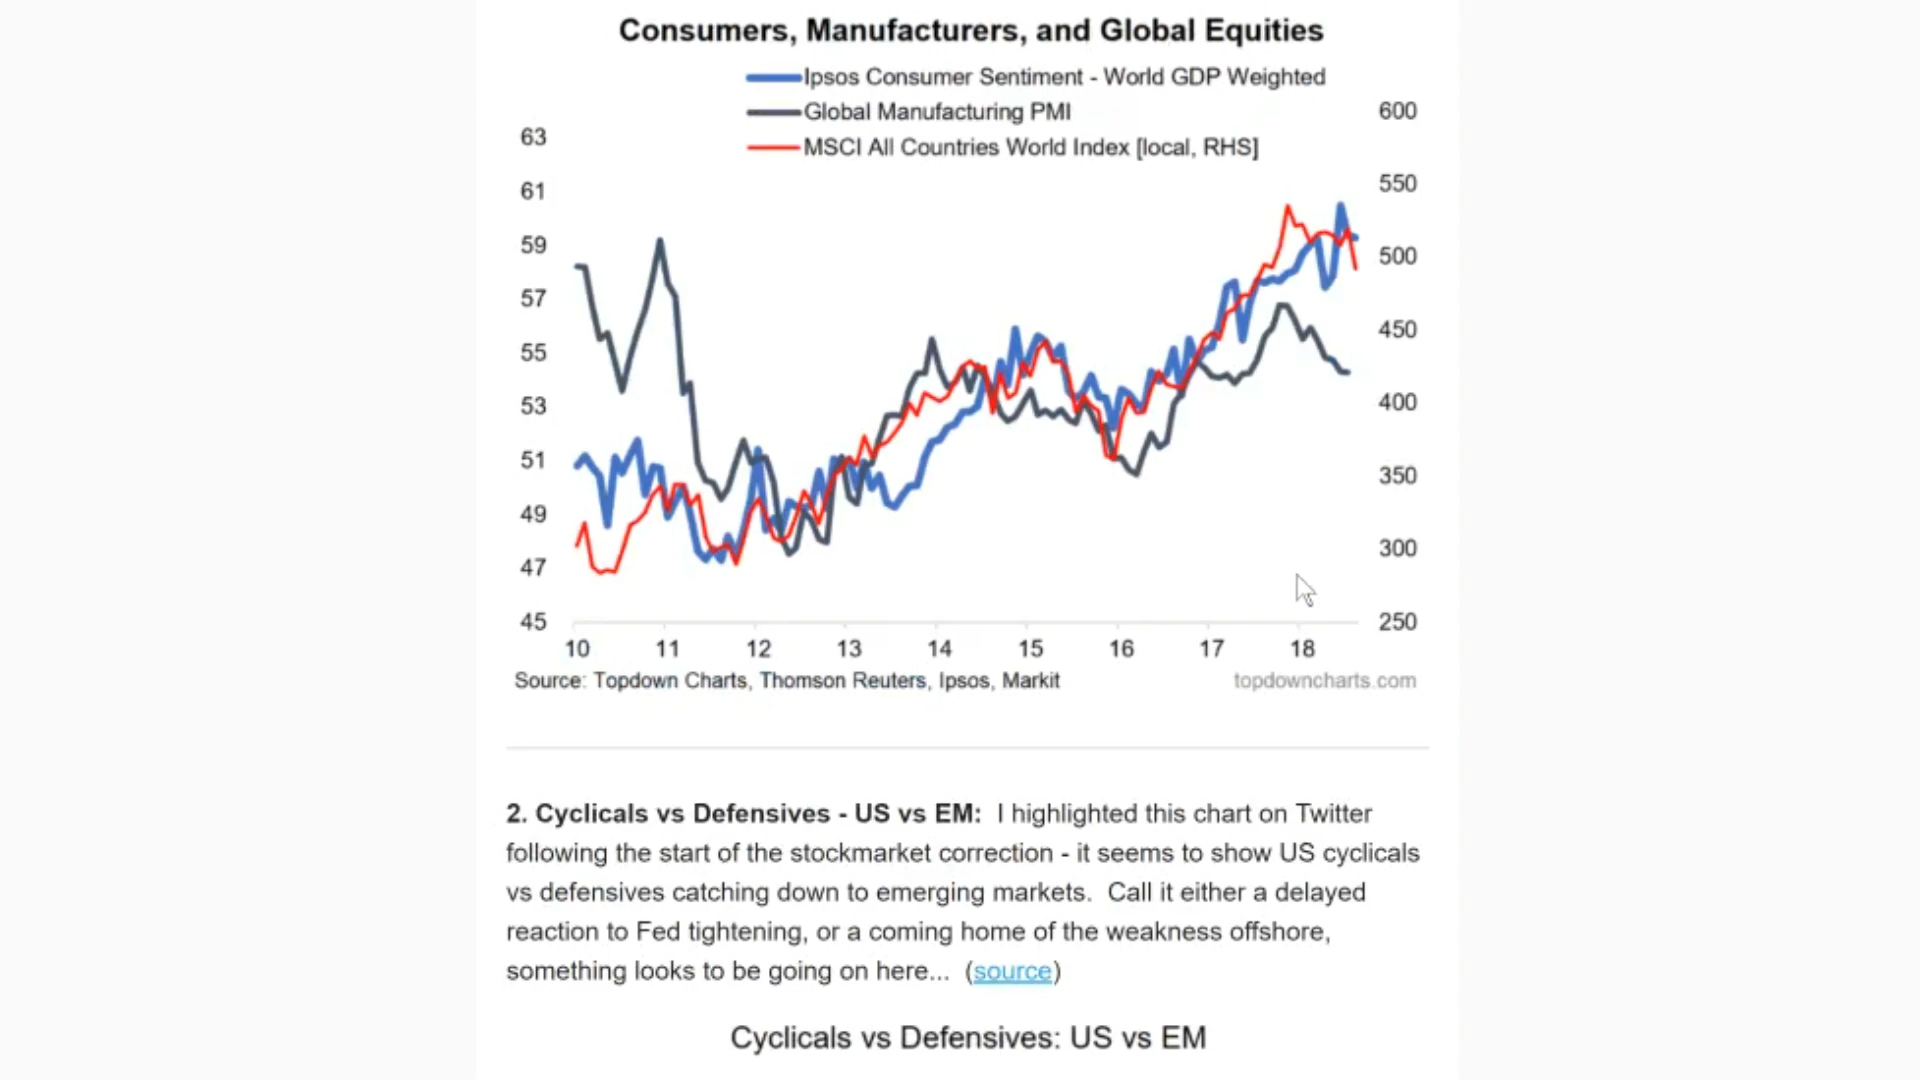 Consumers, Manufacturers, and Global Equities
Ipsos Consumer Sentiment - World GDP Weighted
Global Manufacturing PMI
MSCI All Countries World Index [local, RHS]
63
61
59
57
55
53
51
49
47
45
600
550
500
450
400
350
300
250
10 11 12 13 14 15 16 17 18
Source: Topdown Charts, Thomson Reuters, Ipsos, Markit
topdowncharts.com
2. Cyclicals vs Defensives - US vs EM: I highlighted this chart on Twitter
following the start of the stockmarket correction - it seems to show US cyclicals
vs defensives catching down to emerging markets. Call it either a delayed
reaction to Fed tightening, or a coming home of the weakness offshore,
something looks to be going on here... (source)
Cyclicals vs Defensives: US vs EM